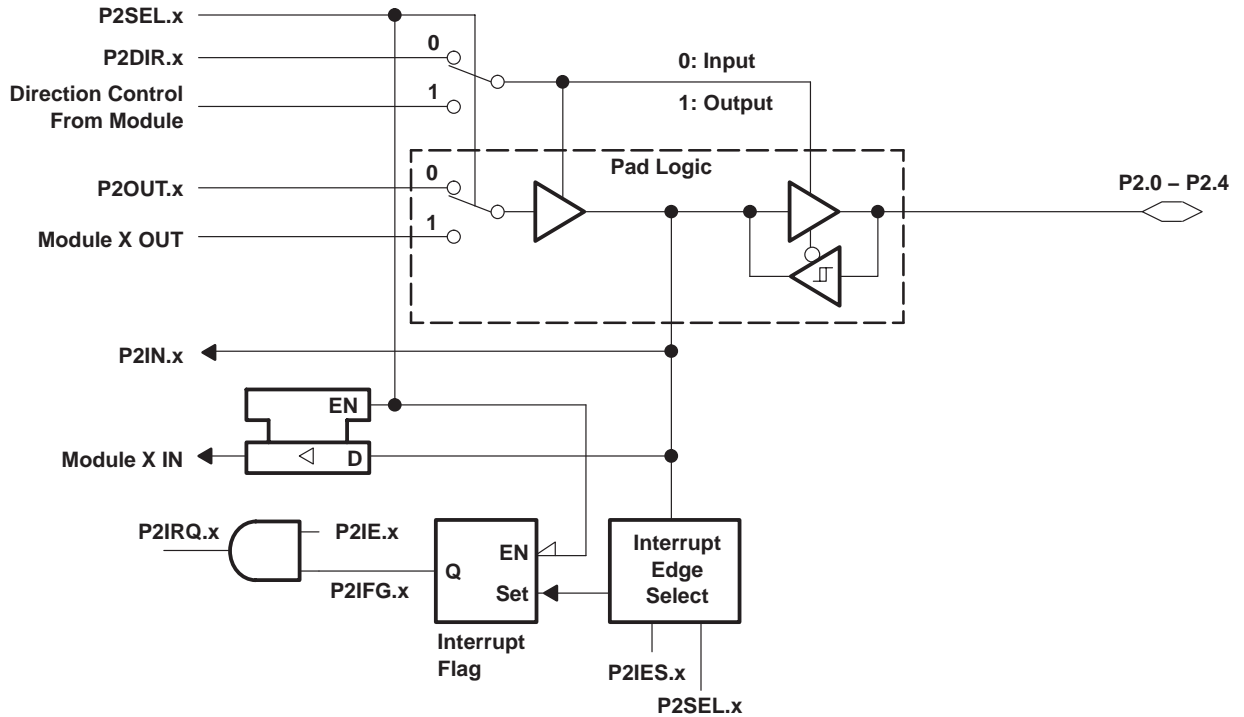 P2SEL.x
P2DIR.x
0
Direction Control
From Module
1
0: Input
1: Output
Pad Logic
P2OUT.x
0
Module X OUT
1
P2.0 – P2.4
P2IN.x
EN
Module X IN
D
P2IRQ.x
P2IE.x
P2IFG.x
Q
EN
Set
Interrupt
Flag
Interrupt
Edge
Select
P2IES.x
P2SEL.x